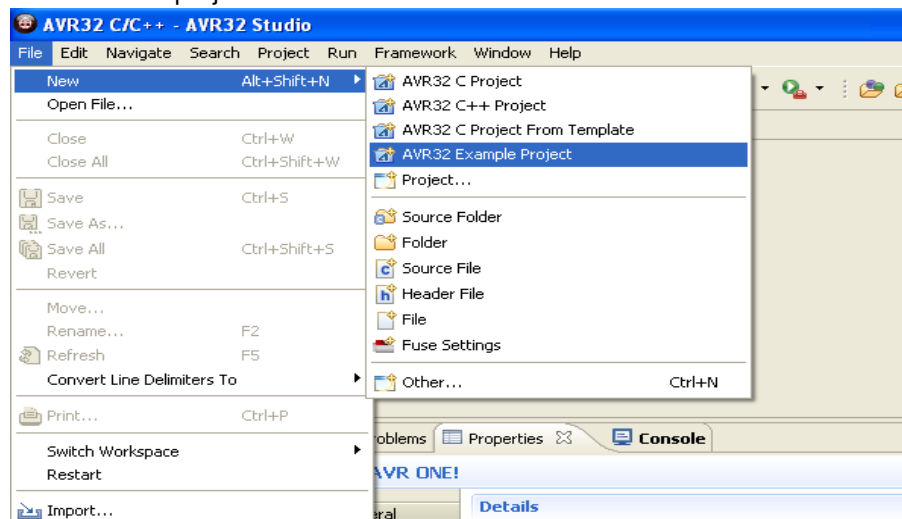 AVR32 C/C++ - AVR32 Studio
File Edit Navigate Search Project Run Framework Window Help
New Alt+Shift+N
Open File...
Close Ctrl+W
Close All Ctrl+Shift+W
Save Ctrl+S
Save As...
Save All Ctrl+Shift+S
Revert
Move...
Rename... F2
Refresh F5
Convert Line Delimiters To
Print... Ctrl+P
Switch Workspace
Restart
Import...
AVR32 C Project
AVR32 C++ Project
AVR32 C Project From Template
AVR32 Example Project
Project...
Source Folder
Folder
Source File
Header File
File
Fuse Settings
Other... Ctrl+N
oblems Properties Console
AVR ONE!
eral Details